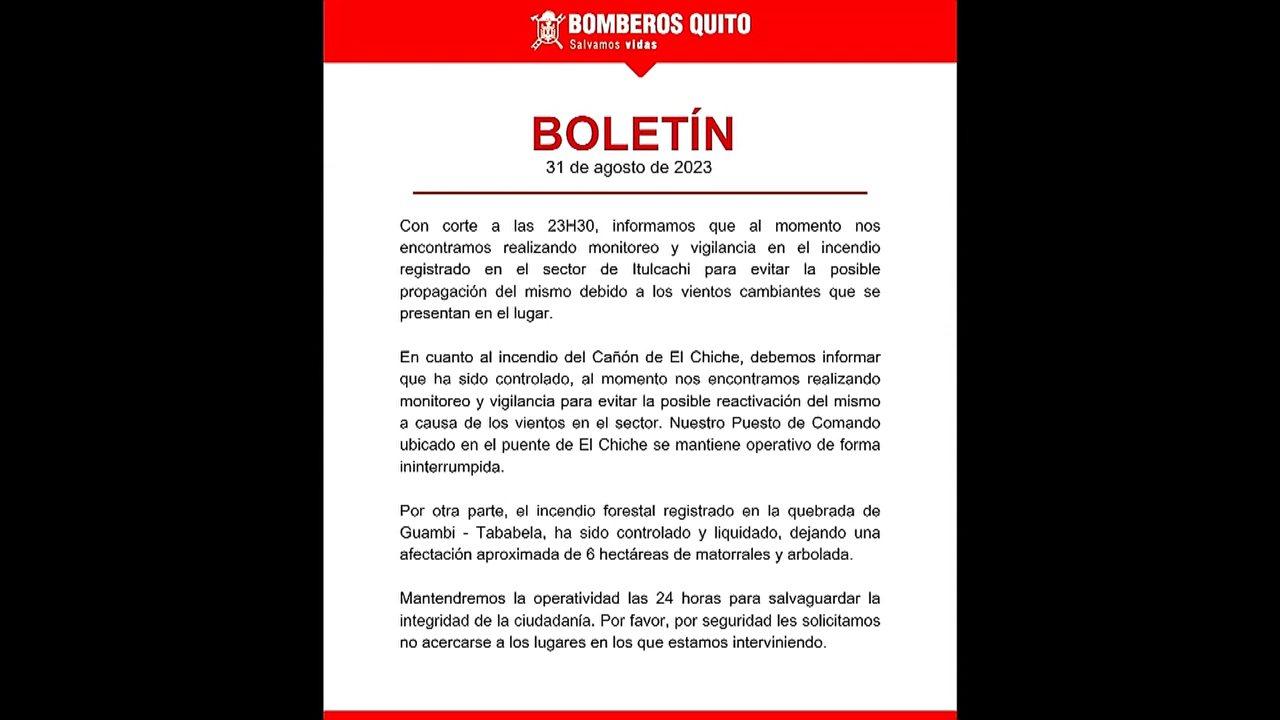 BOMBEROS QUITO
Salvamos vidas
BOLETÍN
31 de agosto de 2023
Con corte a las 23H30, informamos que al momento nos
encontramos realizando monitoreo y vigilancia en el incendio
registrado en el sector de Itulcachi para evitar la posible
propagación del mismo debido a los vientos cambiantes que se
presentan en el lugar.
En cuanto al incendio del Cañón de El Chiche, debemos informar
que ha sido controlado, al momento nos encontramos realizando
monitoreo y vigilancia para evitar la posible reactivación del mismo
a causa de los vientos en el sector. Nuestro Puesto de Comando
ubicado en el puente de El Chiche se mantiene operativo de forma
ininterrumpida.
Por otra parte, el incendio forestal registrado en la quebrada de
Guambi - Tababela, ha sido controlado y liquidado, dejando una
afectación aproximada de 6 hectáreas de matorrales y arbolada.
Mantendremos la operatividad las 24 horas para salvaguardar la
integridad de la ciudadanía. Por favor, por seguridad les solicitamos
no acercarse a los lugares en los que estamos interviniendo.